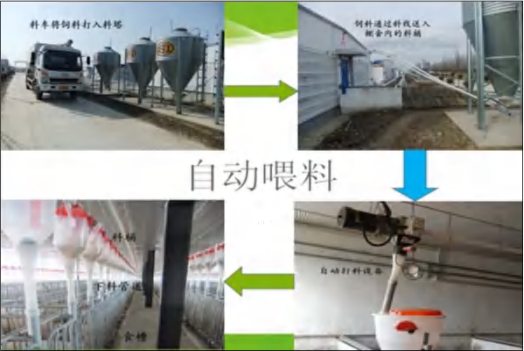 料车将饲料打入料塔
饲料通过料线送入
猪舍内的料桶
自动喂料
料桶
下料管道
食槽
自动打料设备